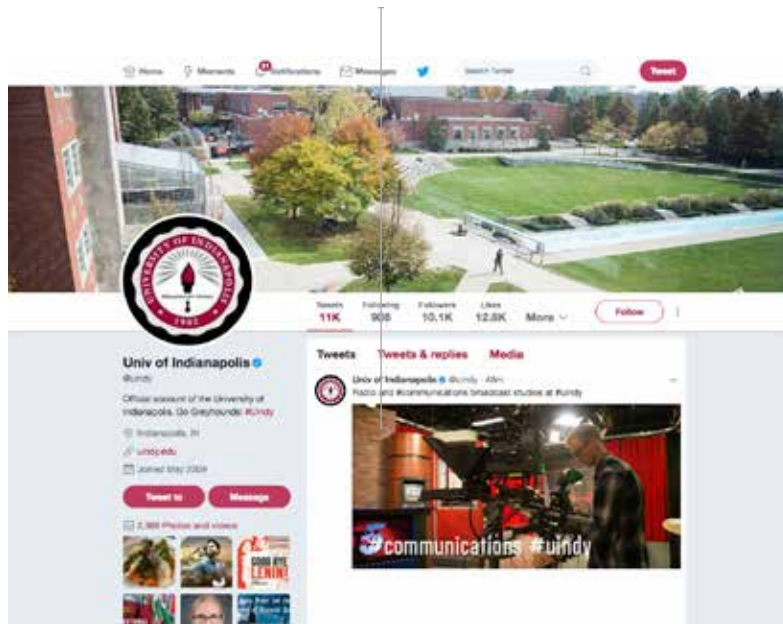 Home Moments Notifications Messages Search Twitter Tweet
UNIVERSITY OF INDIANAPOLIS
1902
Tweets Following Followers Likes
11K 10.1K 12.8K More Follow
Tweets Tweets & replies Media
Univ of Indianapolis @uindy
Radio and #communications broadcast studios at #uindy
Univ of Indianapolis
@uindy
Official account of the University of
Indianapolis. Go Greyhounds! #UIndy
Indianapolis, IN
uindy.edu
Joined May 2009
Tweet to Message
Photos and videos
#communications #uindy
GOOD BYE
LENIN!